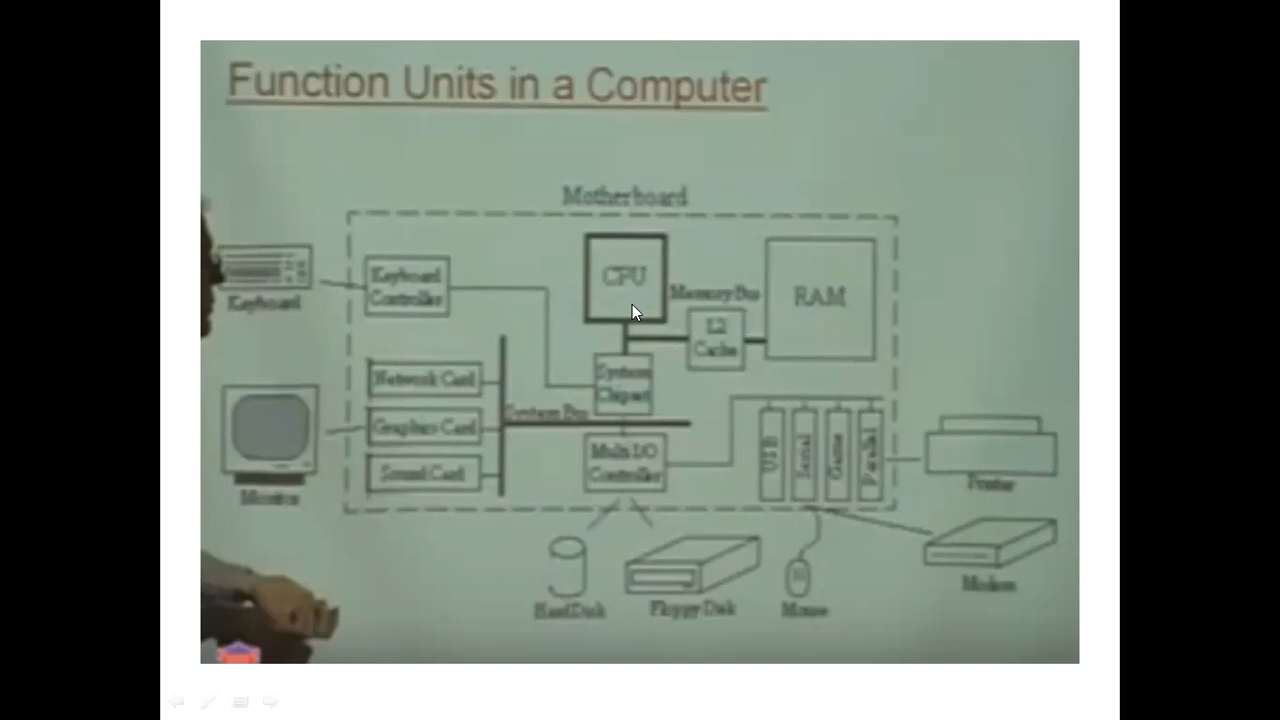 Function Units in a Computer
Motherboard
Keyboard
Keyboard
Controller
CPU
Memory Bus
L2
Cache
RAM
System
Chipset
Network Card
Graphics Card
Sound Card
System Bus
Multi I/O
Controller
USB
Serial
Game
Parallel
Monitor
Printer
Hard Disk
Floppy Disk
Mouse
Modem